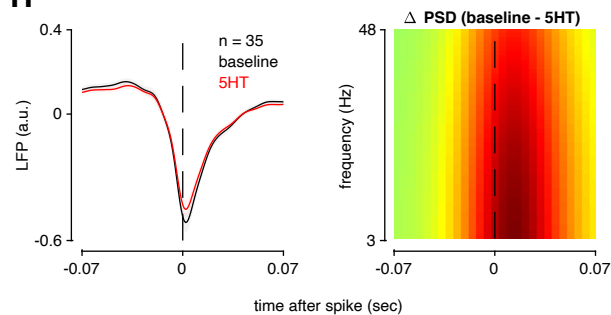 Δ PSD (baseline - 5HT)
0.4
0
-0.6
LFP (a.u.)
n = 35
baseline
5HT
-0.07
0
0.07
48
3
frequency (Hz)
-0.07
0
0.07
time after spike (sec)